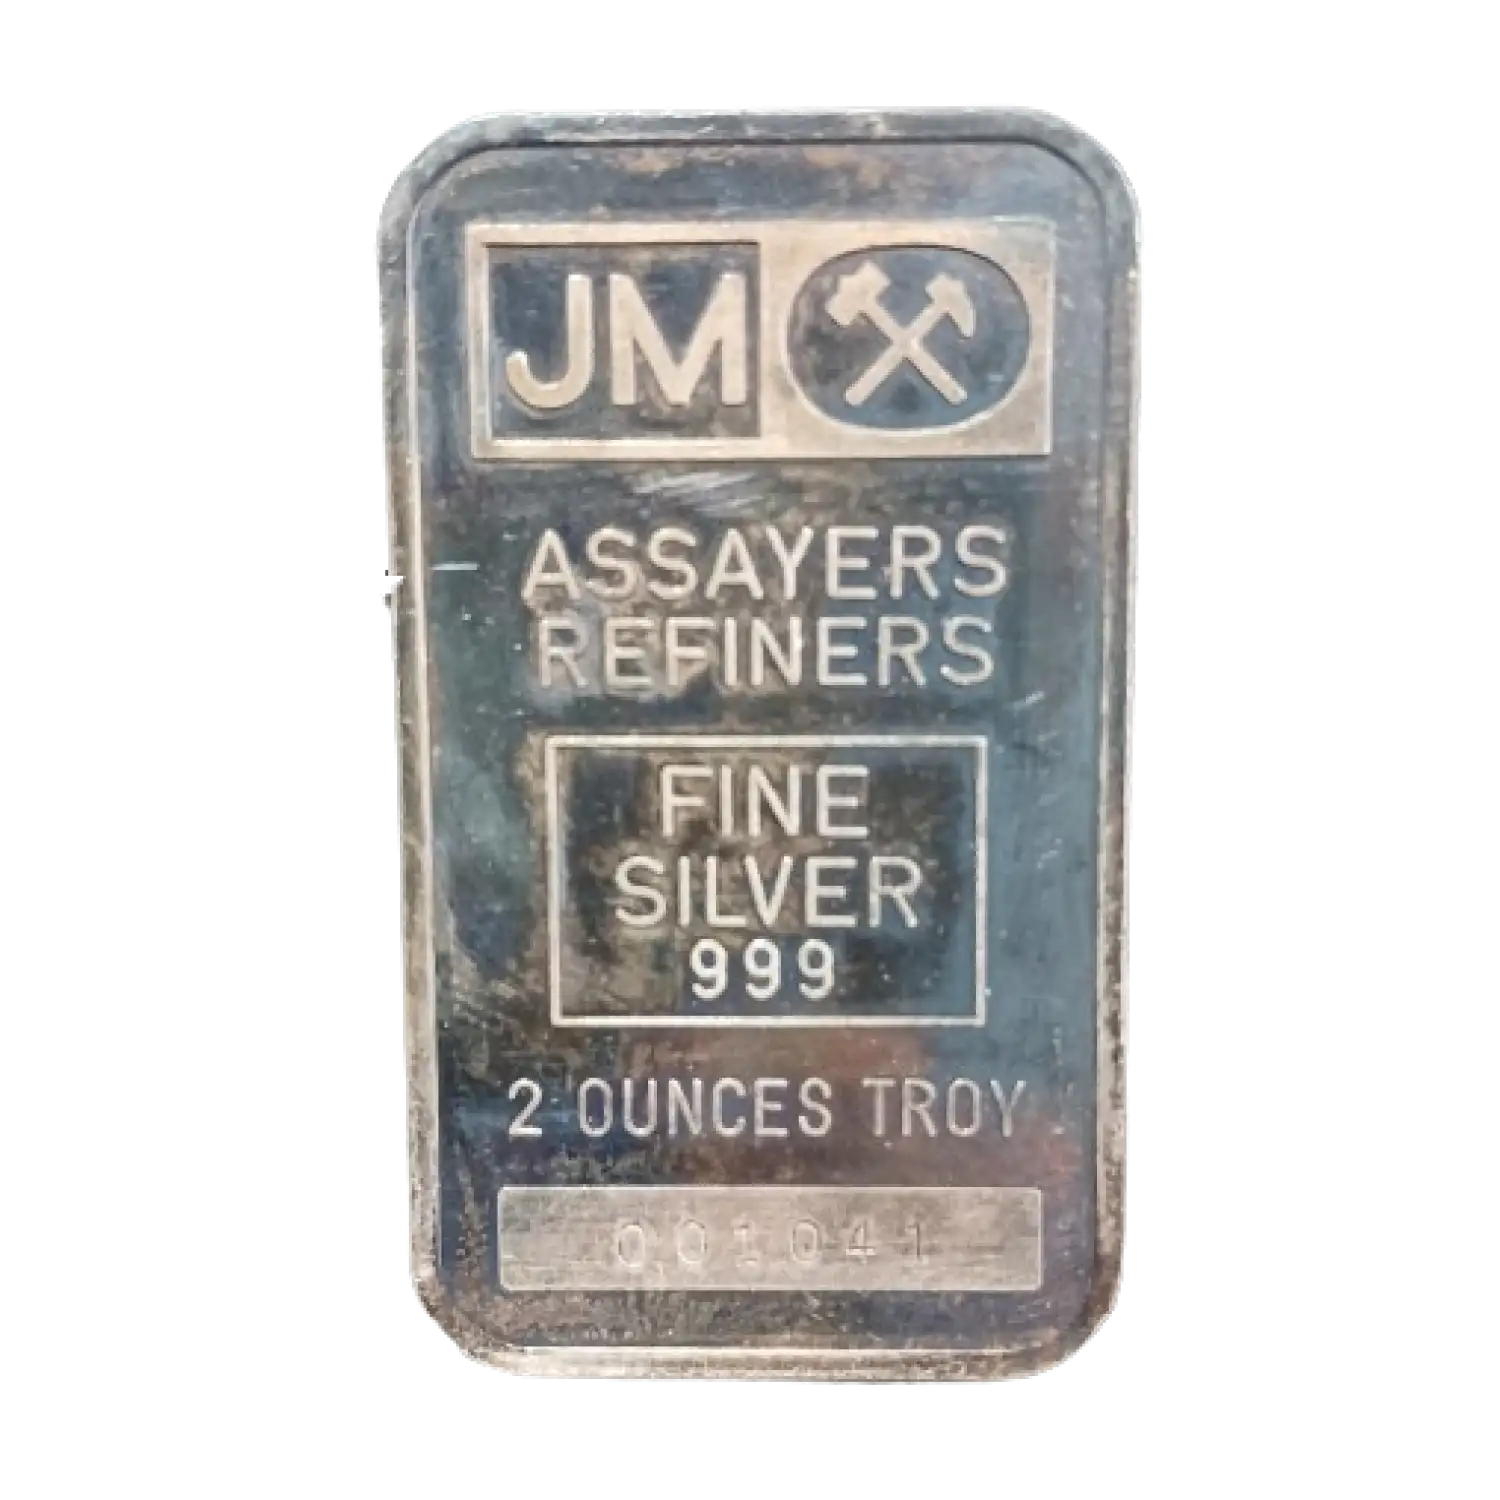 JM
ASSAYERS
REFINERS
FINE
SILVER
999
2 OUNCES TROY
001041